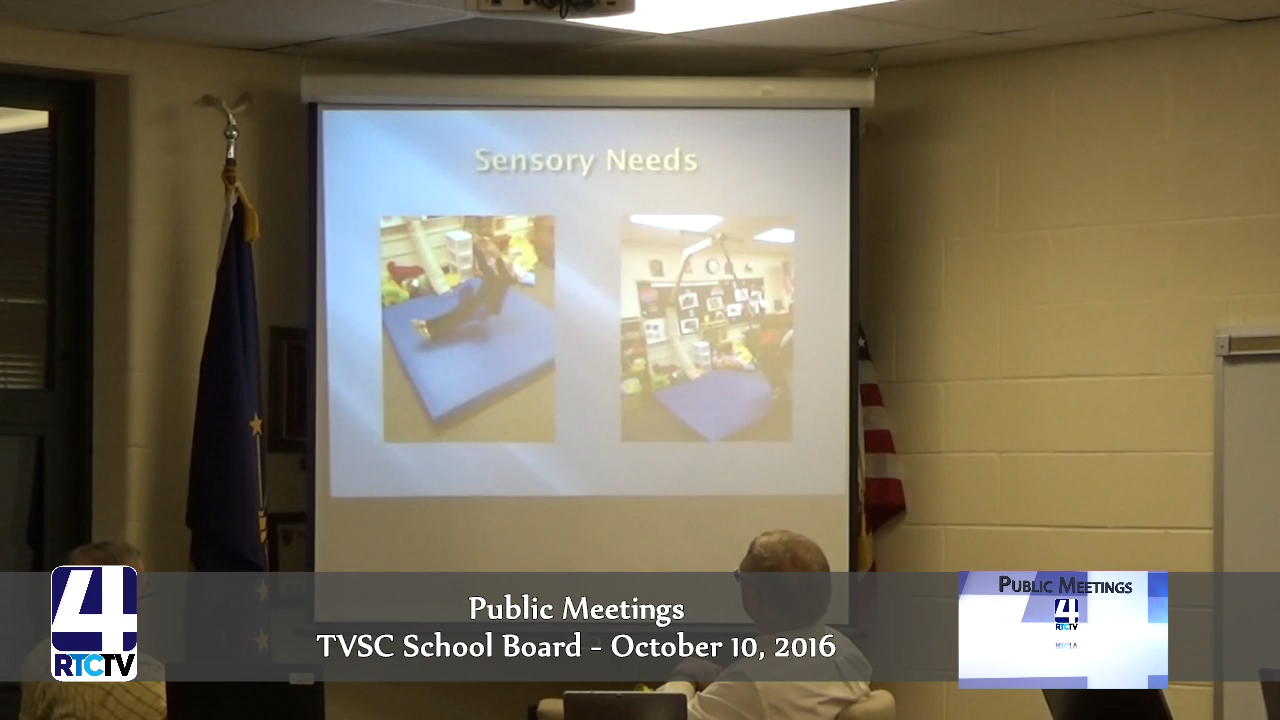 Sensory Needs
Public Meetings
TVSC School Board - October 10, 2016
4
RTCTV
Public Meetings
4
RTCTV